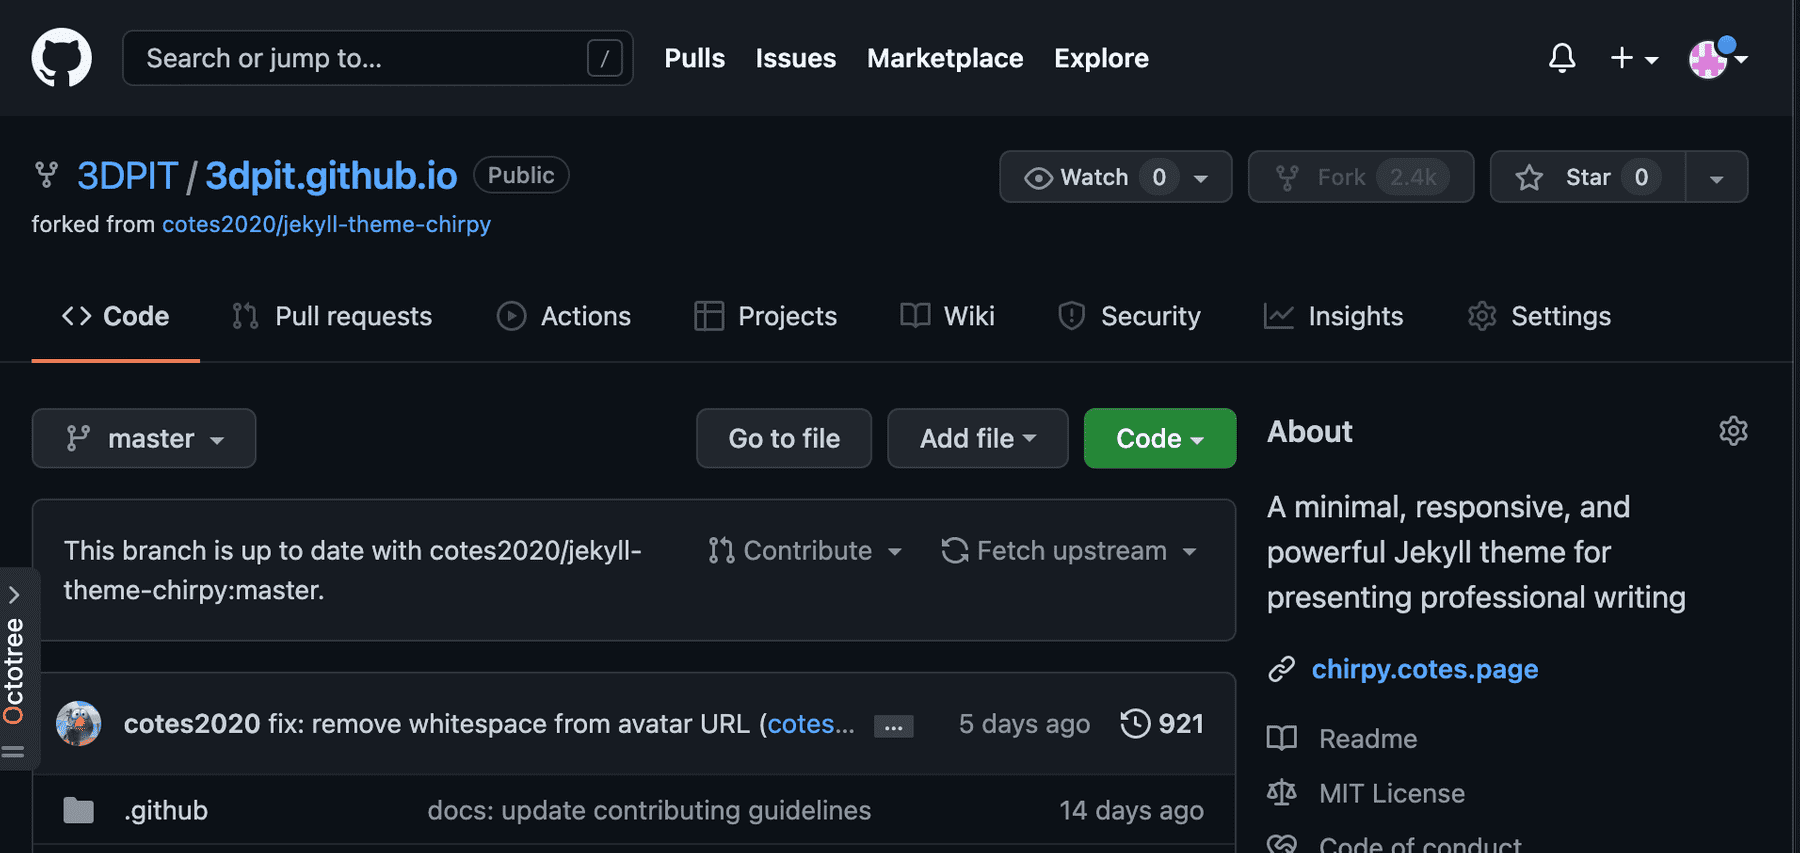 Search or jump to... /
Pulls Issues Marketplace Explore
3DPIT / 3dpit.github.io Public
Watch 0 Fork 2.4k Star 0
forked from cotes2020/jekyll-theme-chirpy
Code Pull requests Actions Projects Wiki Security Insights Settings
master Go to file Add file Code
About
A minimal, responsive, and
powerful Jekyll theme for
presenting professional writing
This branch is up to date with cotes2020/jekyll-
theme-chirpy:master.
Contribute Fetch upstream
chirpy.cotes.page
Octotree
cotes2020 fix: remove whitespace from avatar URL (cotes... ... 5 days ago 921
Readme
.github docs: update contributing guidelines 14 days ago
MIT License
Code of conduct